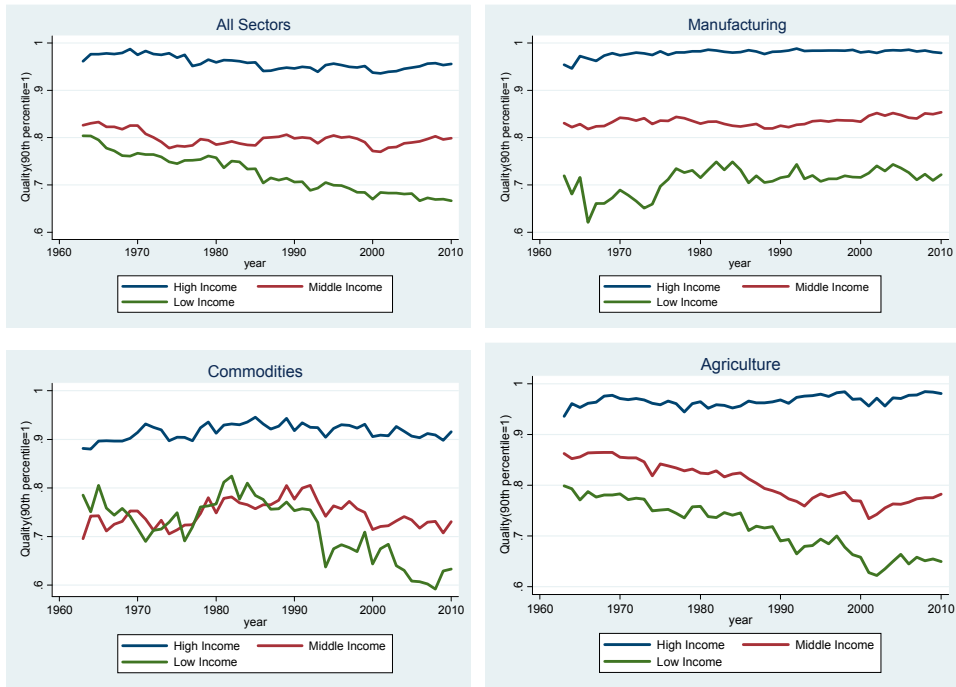 All Sectors
Quality(90th percentile=1)
1
.9
.8
.7
.6
1960 1970 1980 1990 2000 2010
year
High Income Middle Income
Low Income
Manufacturing
Quality(90th percentile=1)
1
.9
.8
.7
.6
1960 1970 1980 1990 2000 2010
year
High Income Middle Income
Low Income
Commodities
Quality(90th percentile=1)
1
.9
.8
.7
.6
1960 1970 1980 1990 2000 2010
year
High Income Middle Income
Low Income
Agriculture
Quality(90th percentile=1)
1
.9
.8
.7
.6
1960 1970 1980 1990 2000 2010
year
High Income Middle Income
Low Income